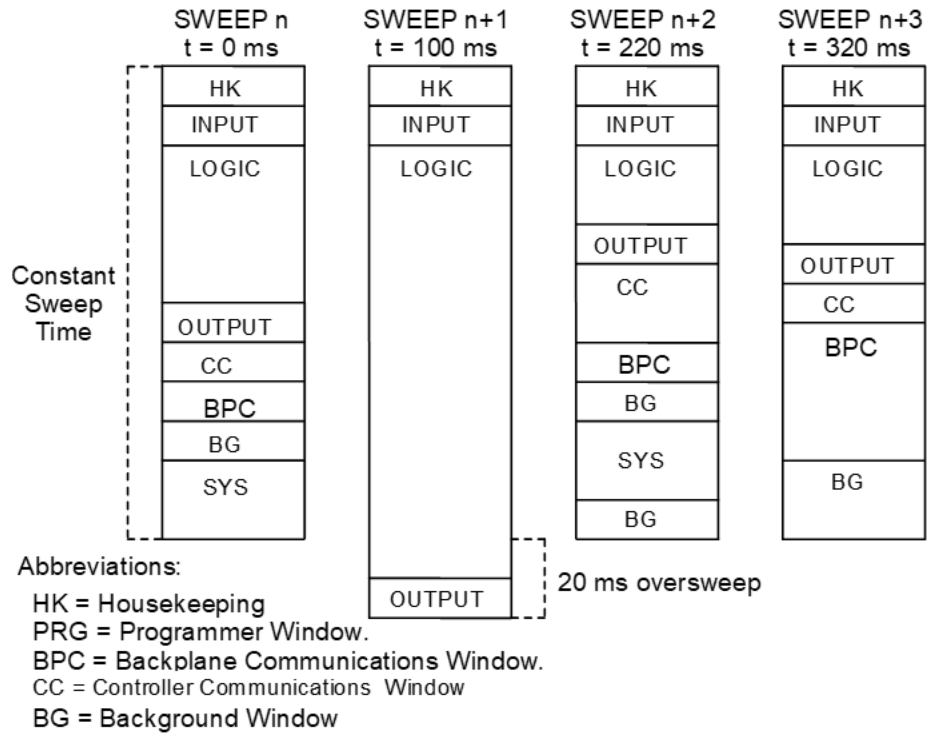 SWEEP n
t = 0 ms
SWEEP n+1
t = 100 ms
SWEEP n+2
t = 220 ms
SWEEP n+3
t = 320 ms
Constant
Sweep
Time
HK
INPUT
LOGIC
OUTPUT
CC
BPC
BG
SYS
HK
INPUT
LOGIC
OUTPUT
HK
INPUT
LOGIC
OUTPUT
CC
BPC
BG
SYS
BG
HK
INPUT
LOGIC
OUTPUT
CC
BPC
BG
20 ms oversweep
Abbreviations:
HK = Housekeeping
PRG = Programmer Window.
BPC = Backplane Communications Window.
CC = Controller Communications Window
BG = Background Window